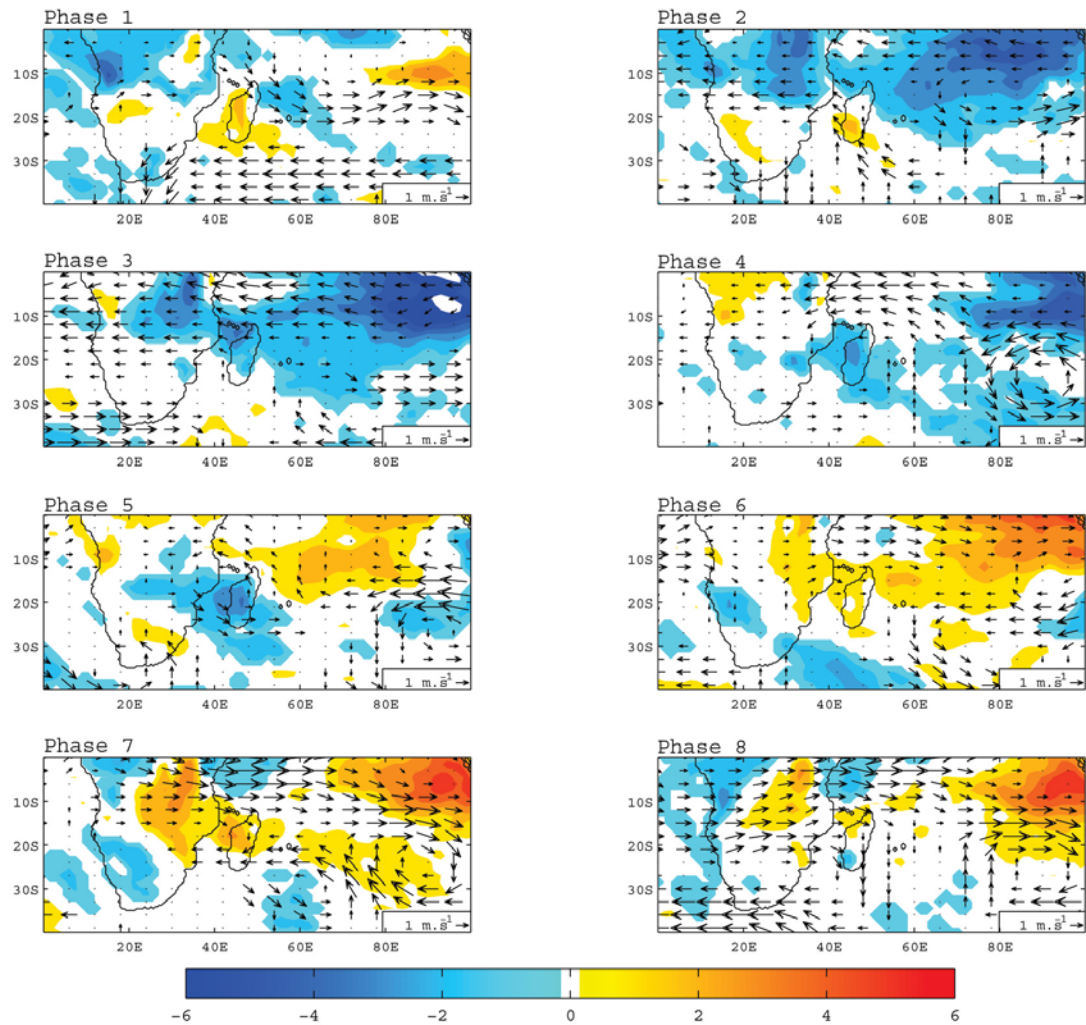 Phase 1
10S
20S
30S
20E 40E 60E 80E
1 m.s⁻¹
Phase 2
10S
20S
30S
20E 40E 60E 80E
1 m.s⁻¹
Phase 3
10S
20S
30S
20E 40E 60E 80E
1 m.s⁻¹
Phase 4
10S
20S
30S
20E 40E 60E 80E
1 m.s⁻¹
Phase 5
10S
20S
30S
20E 40E 60E 80E
1 m.s⁻¹
Phase 6
10S
20S
30S
20E 40E 60E 80E
1 m.s⁻¹
Phase 7
10S
20S
30S
20E 40E 60E 80E
1 m.s⁻¹
Phase 8
10S
20S
30S
20E 40E 60E 80E
1 m.s⁻¹
-6 -4 -2 0 2 4 6